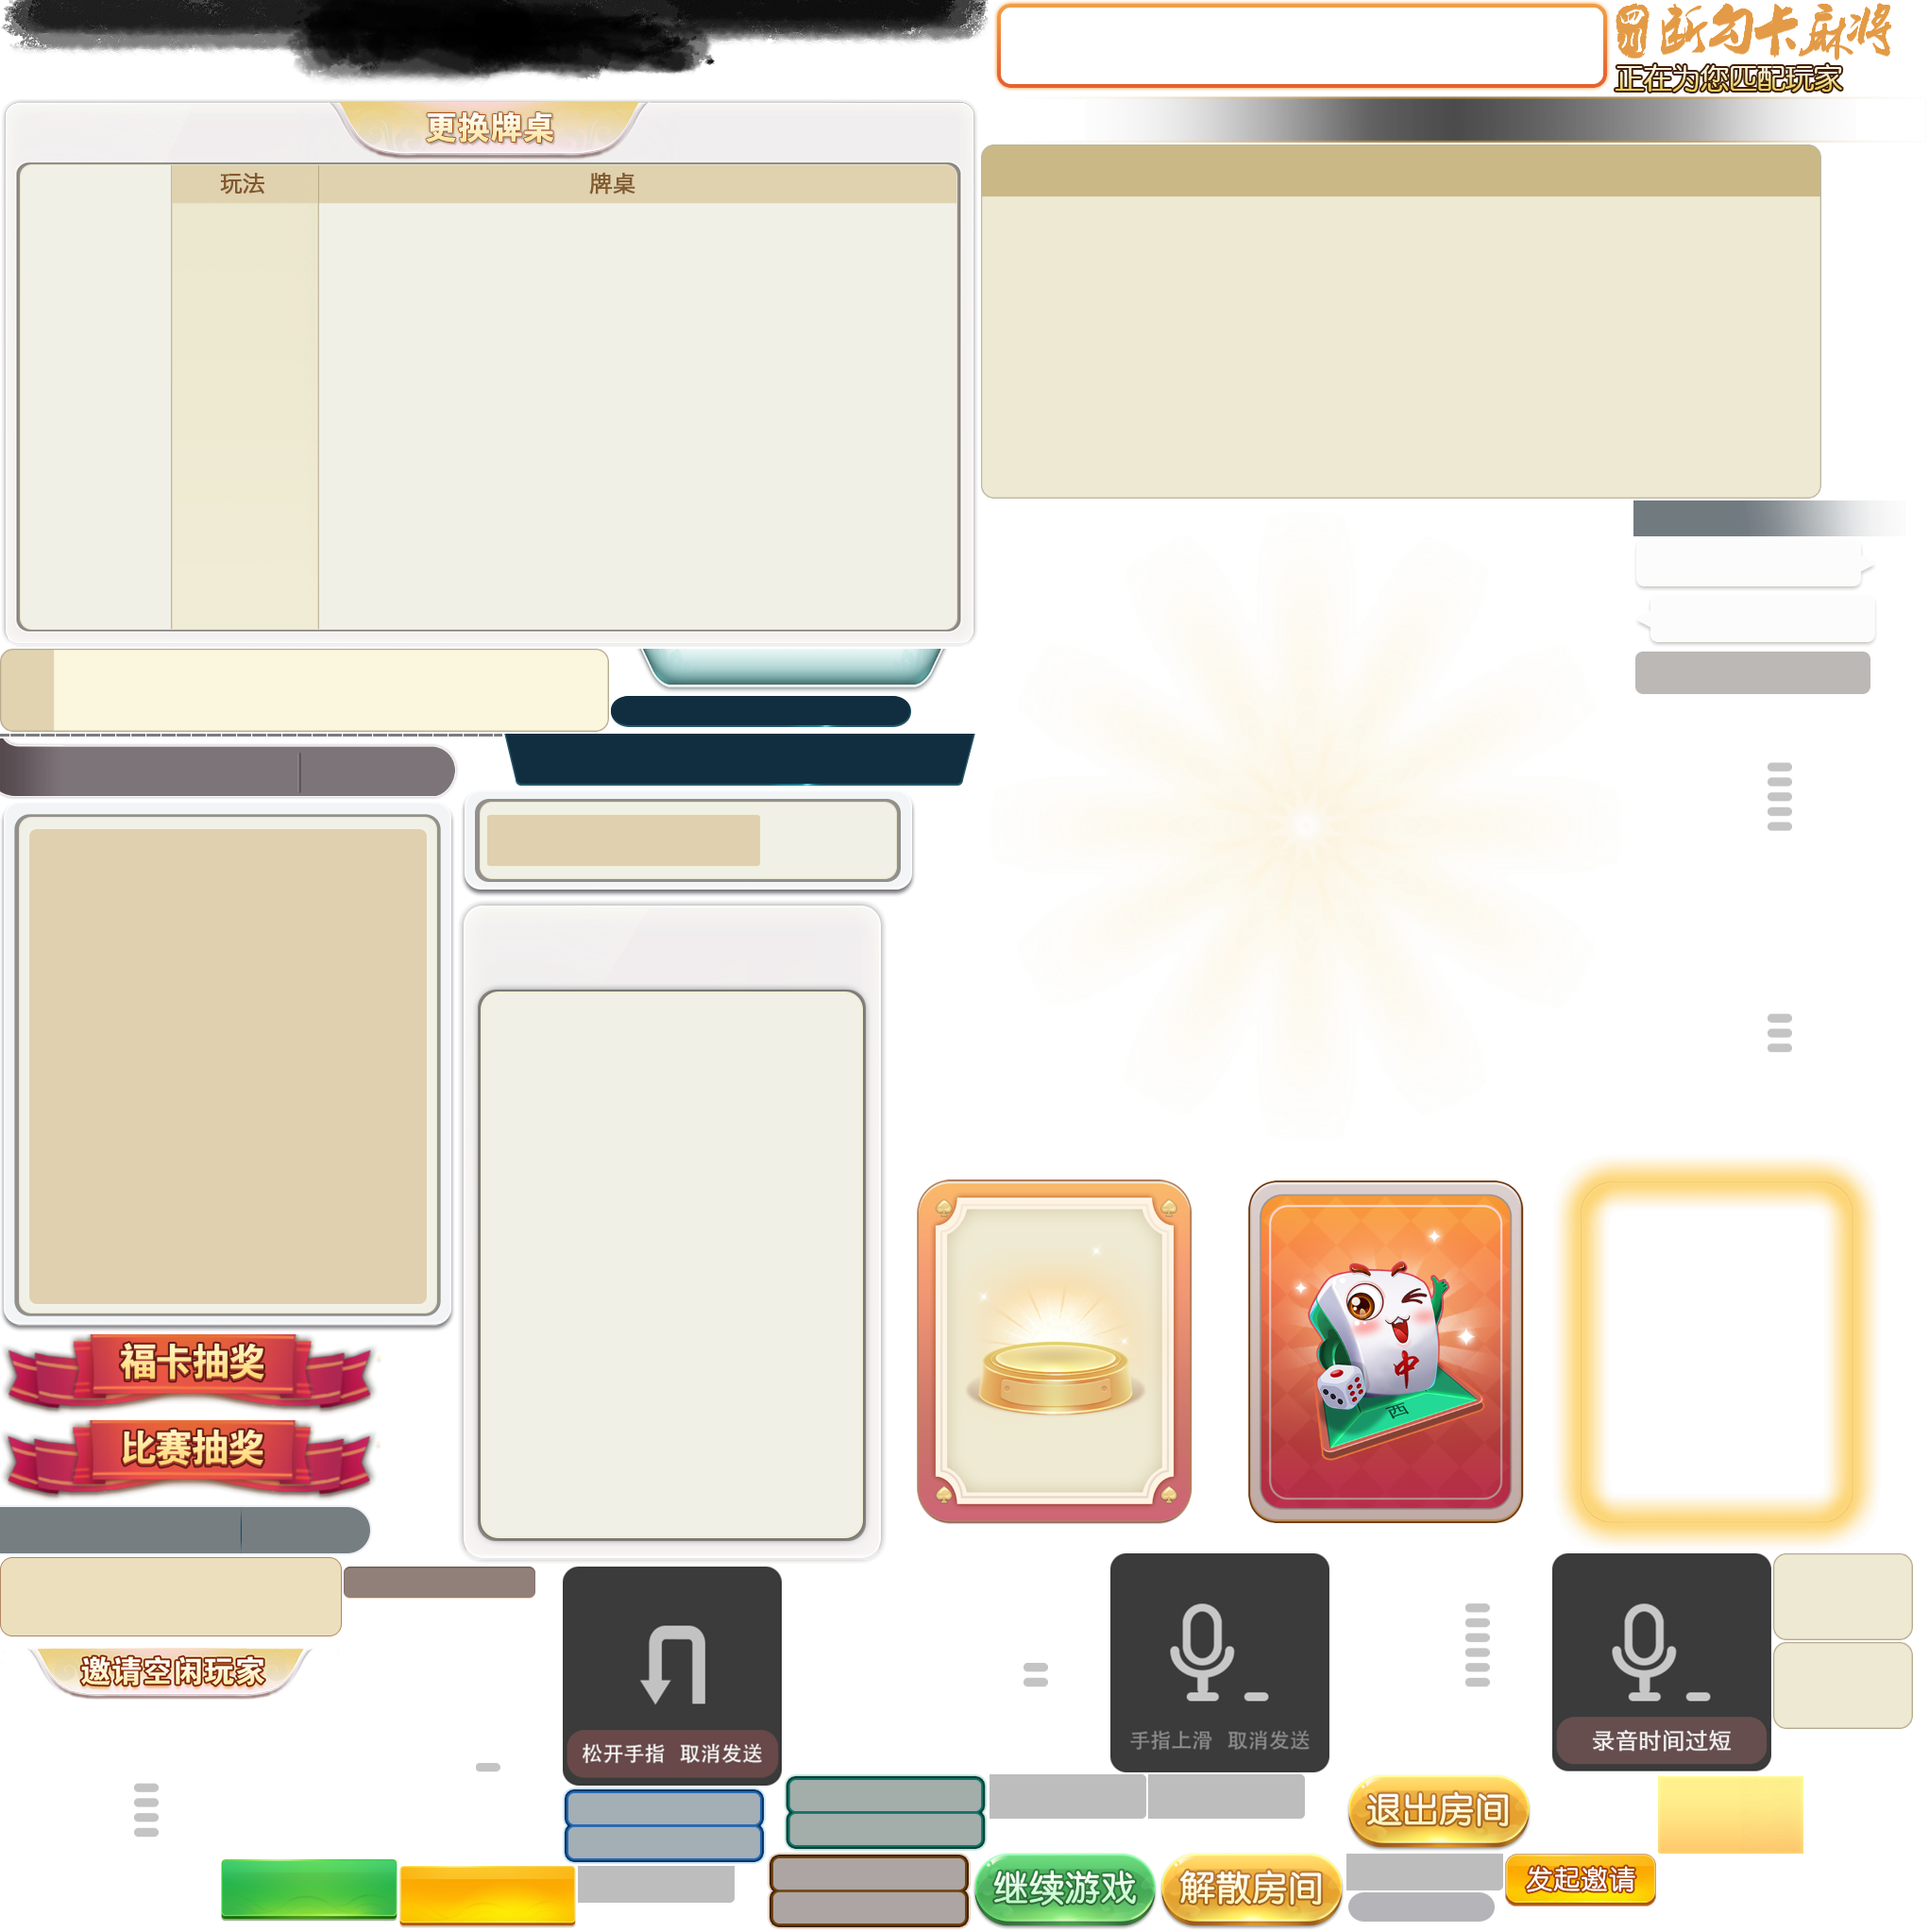 断勾卡麻将
正在为您匹配玩家
更换牌桌
玩法
牌桌
福卡抽奖
比赛抽奖
中
西
邀请空闲玩家
松开手指 取消发送
手指上滑 取消发送
录音时间过短
退出房间
继续游戏
解散房间
发起邀请